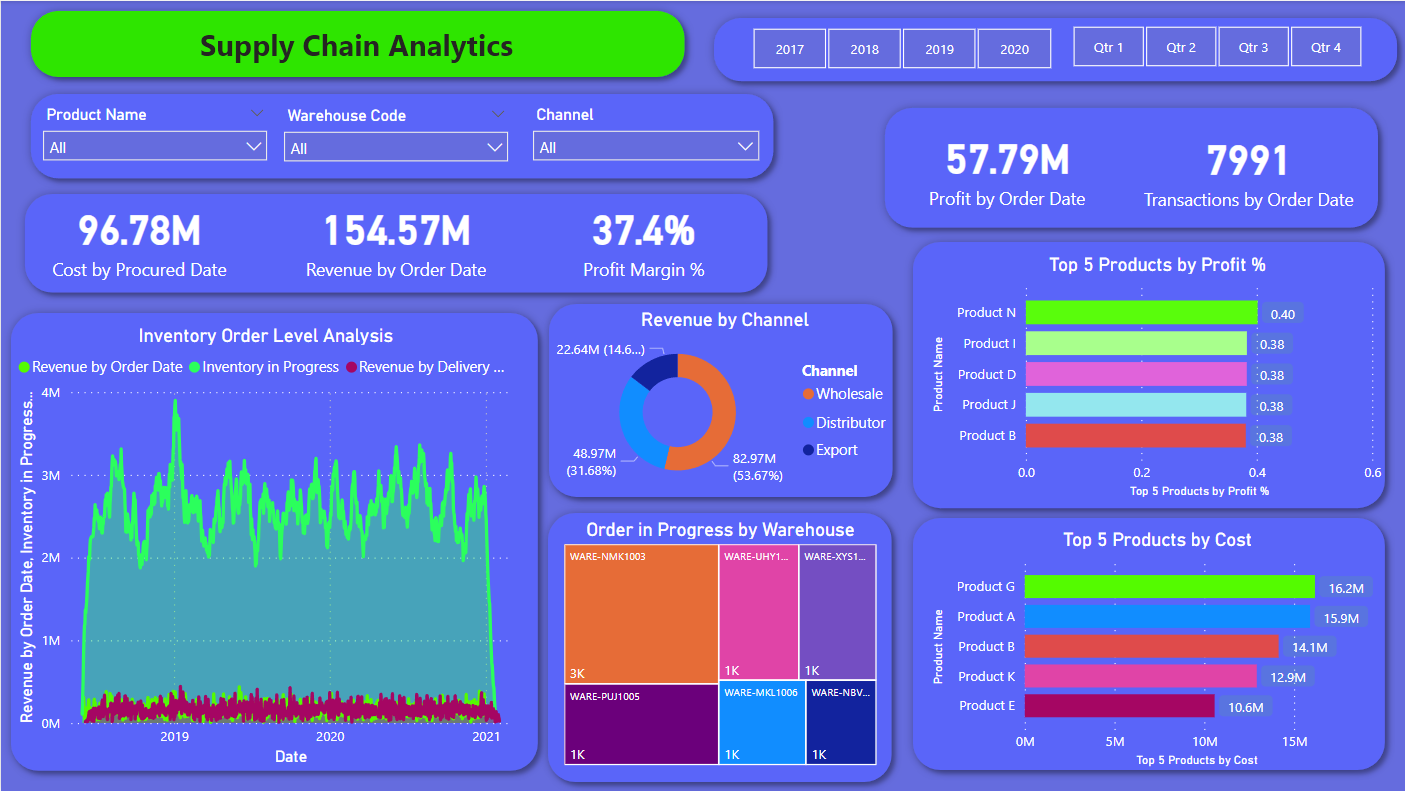 Supply Chain Analytics
2017 2018 2019 2020 Qtr 1 Qtr 2 Qtr 3 Qtr 4
Product Name Warehouse Code Channel
All All All
57.79M 7991
Profit by Order Date Transactions by Order Date
96.78M 154.57M 37.4%
Cost by Procured Date Revenue by Order Date Profit Margin %
Inventory Order Level Analysis
Revenue by Order Date Inventory in Progress Revenue by Delivery ...
Revenue by Order Date, Inventory in Progress...
4M
3M
2M
1M
0M
2019 2020 2021
Date
Revenue by Channel
22.64M (14.6...)
48.97M
(31.68%)
82.97M
(53.67%)
Channel
Wholesale
Distributor
Export
Order in Progress by Warehouse
WARE-NMK1003
3K
WARE-UHY1...
1K
WARE-XYS1...
1K
WARE-PUJ1005
1K
WARE-MKL1006
1K
WARE-NBV...
1K
Top 5 Products by Profit %
Product Name
Product N 0.40
Product I 0.38
Product D 0.38
Product J 0.38
Product B 0.38
0.0 0.2 0.4 0.6
Top 5 Products by Profit %
Top 5 Products by Cost
Product Name
Product G 16.2M
Product A 15.9M
Product B 14.1M
Product K 12.9M
Product E 10.6M
0M 5M 10M 15M
Top 5 Products by Cost